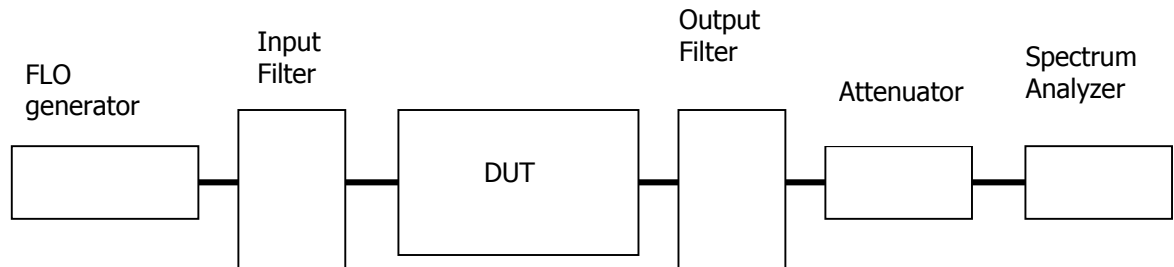 FLO
generator
Input
Filter
DUT
Output
Filter
Attenuator
Spectrum
Analyzer